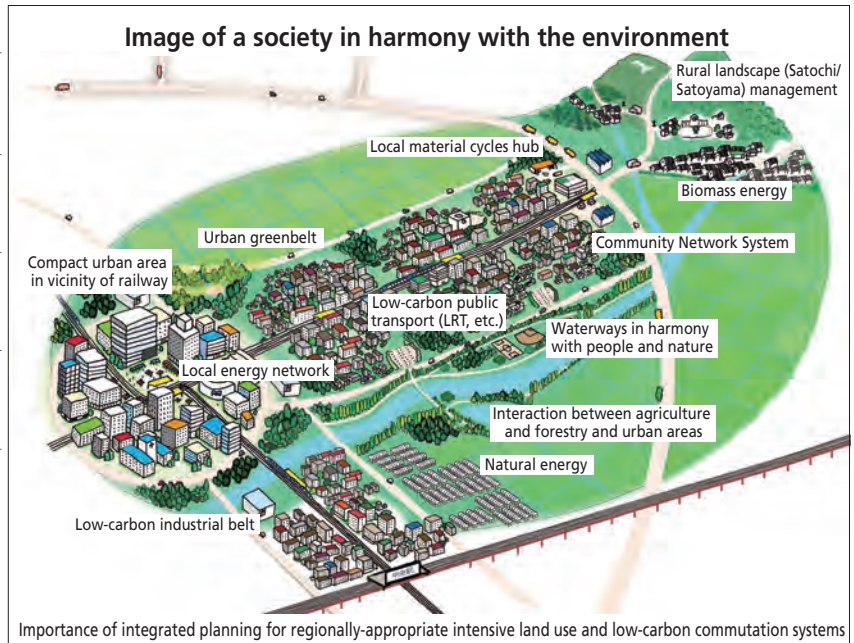 Image of a society in harmony with the environment
Rural landscape (Satochi/
Satoyama) management
Local material cycles hub
Biomass energy
Urban greenbelt
Community Network System
Compact urban area
in vicinity of railway
Low-carbon public
transport (LRT, etc.)
Waterways in harmony
with people and nature
Local energy network
Interaction between agriculture
and forestry and urban areas
Natural energy
Low-carbon industrial belt
Importance of integrated planning for regionally-appropriate intensive land use and low-carbon commutation systems